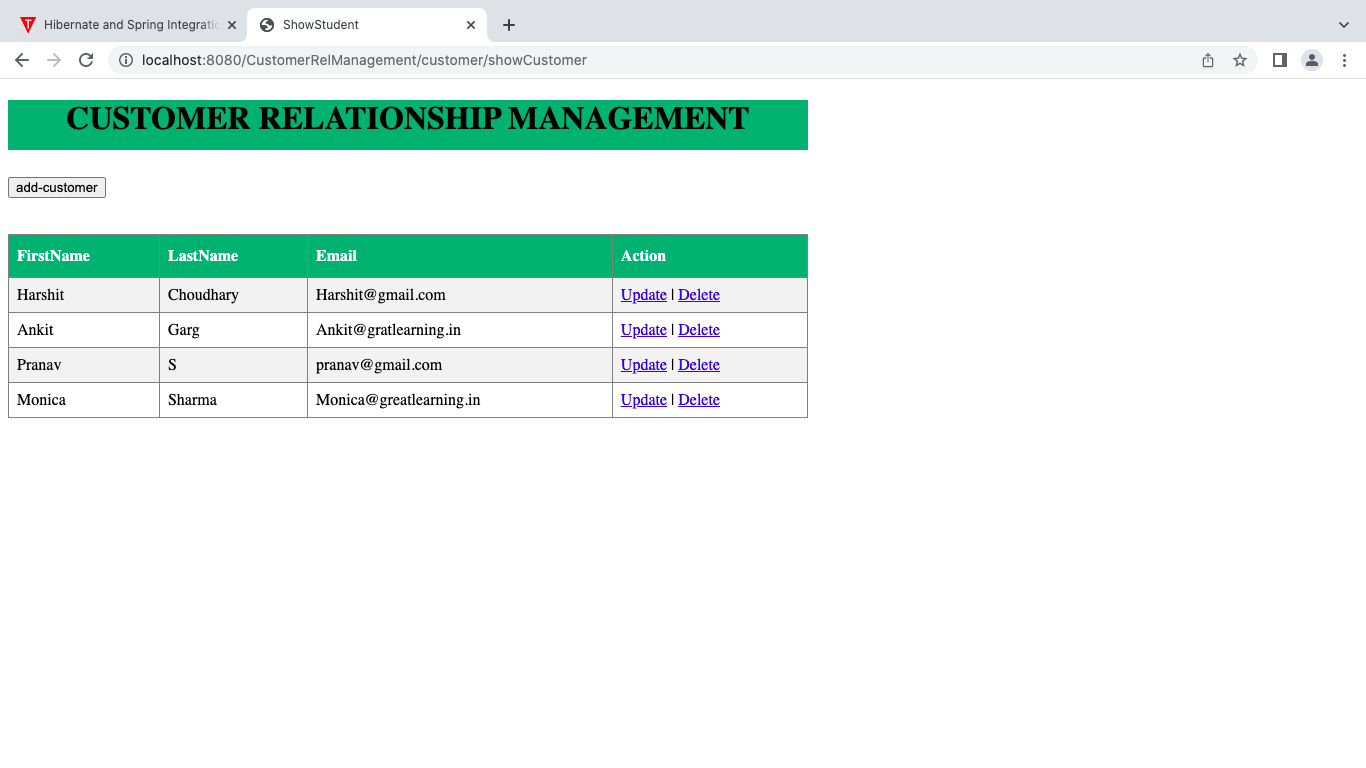 Hibernate and Spring Integratio
ShowStudent
localhost:8080/CustomerRelManagement/customer/showCustomer
CUSTOMER RELATIONSHIP MANAGEMENT
add-customer
FirstName LastName Email Action
Harshit Choudhary Harshit@gmail.com Update | Delete
Ankit Garg Ankit@gratlearning.in Update | Delete
Pranav S pranav@gmail.com Update | Delete
Monica Sharma Monica@greatlearning.in Update | Delete